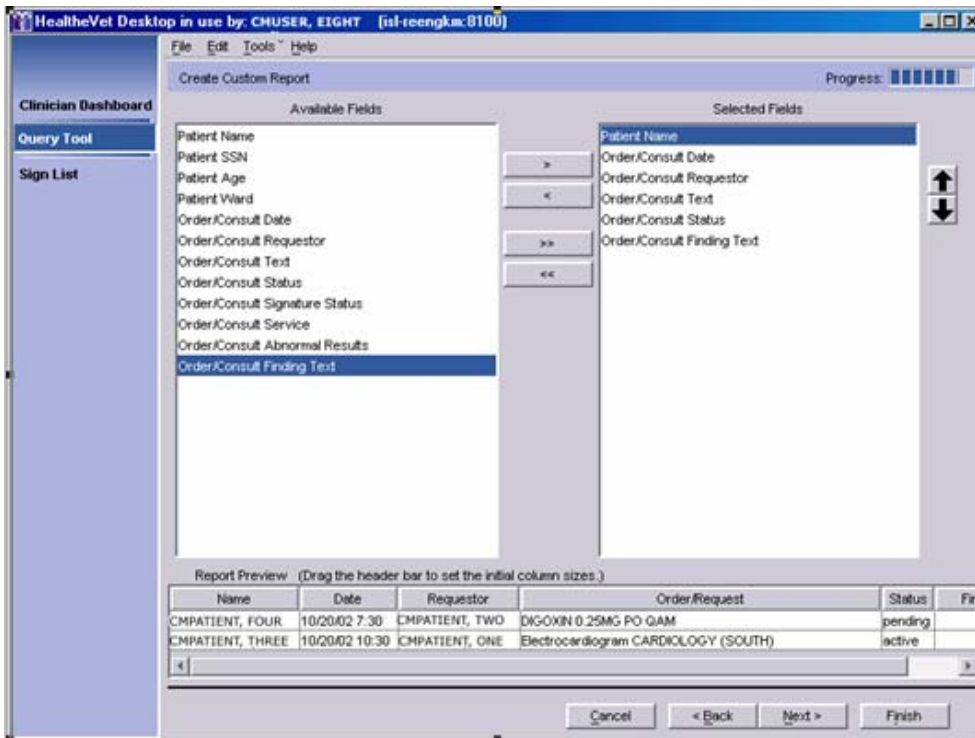 HealtheVet Desktop in use by: CMUSER, EIGHT (isl-reengkm:8100)
File Edit Tools Help
Create Custom Report
Progress:
Clinician Dashboard
Query Tool
Sign List
Available Fields
Patient Name
Patient SSN
Patient Age
Patient Ward
Order/Consult Date
Order/Consult Requestor
Order/Consult Text
Order/Consult Status
Order/Consult Signature Status
Order/Consult Service
Order/Consult Abnormal Results
Order/Consult Finding Text
>
<
>>
<<
Selected Fields
Patient Name
Order/Consult Date
Order/Consult Requestor
Order/Consult Text
Order/Consult Status
Order/Consult Finding Text
Report Preview (Drag the header bar to set the initial column sizes.)
Name Date Requestor Order/Request Status Fin
CMPATIENT, FOUR 10/20/02 7:30 CMPATIENT, TWO DIGOXIN 0.25MG PO QAM pending
CMPATIENT, THREE 10/20/02 10:30 CMPATIENT, ONE Electrocardiogram CARDIOLOGY (SOUTH) active
Cancel < Back Next > Finish